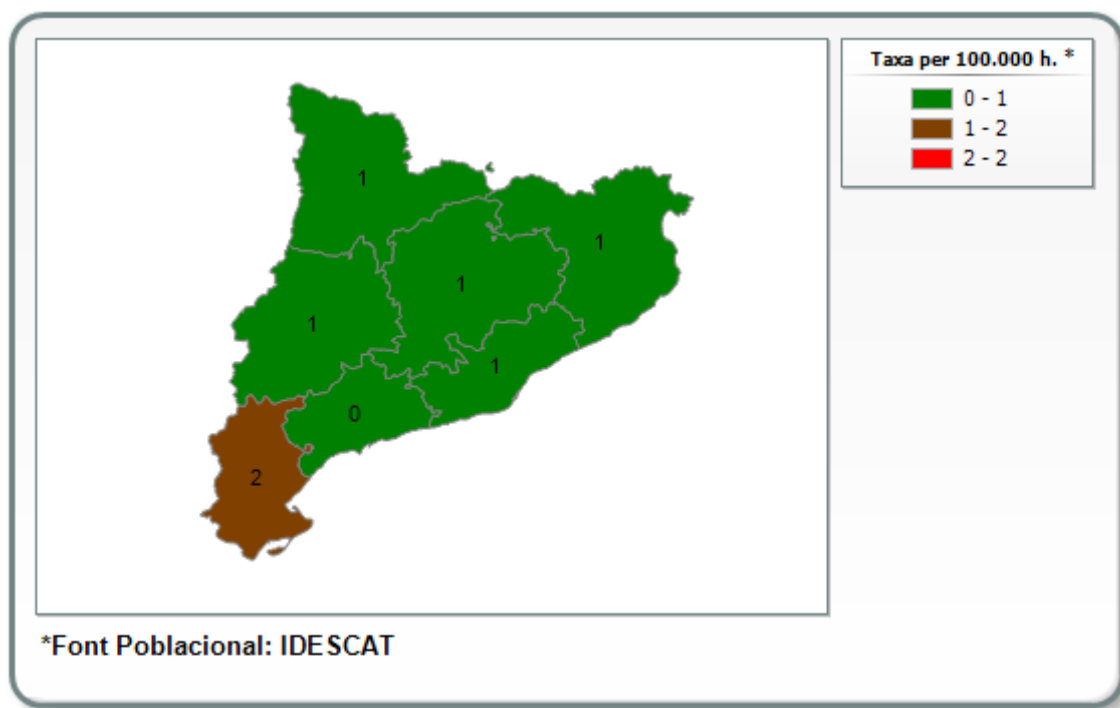 Taxa per 100.000 h. *
0 - 1
1 - 2
2 - 2
1
1
1
1
1
0
2
*Font Poblacional: IDESCAT